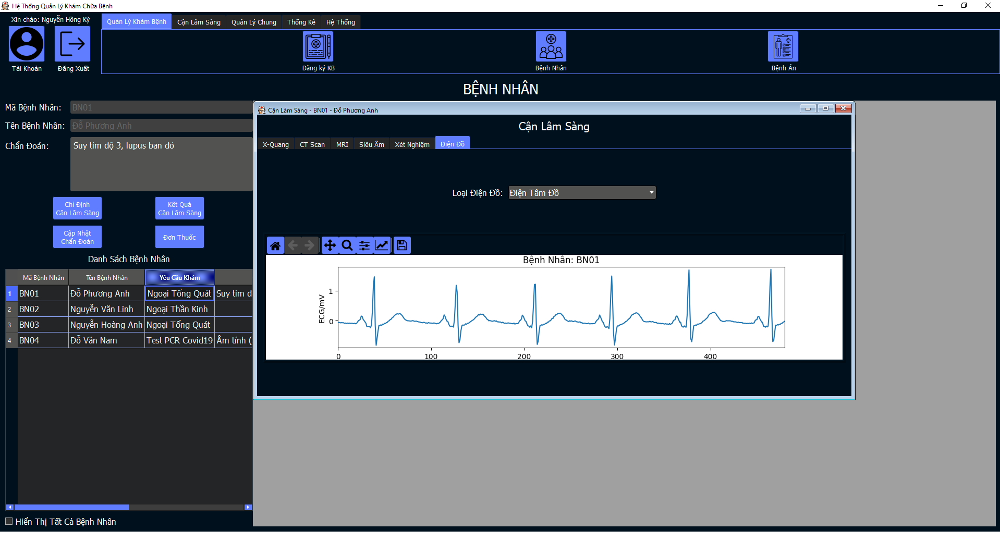 Hệ Thống Quản Lý Khám Chữa Bệnh
Xin chào: Nguyễn Hồng Kỳ
Quản Lý Khám Bệnh
Cận Lâm Sàng
Quản Lý Chung
Thống Kê
Hệ Thống
Tài Khoản
Đăng Xuất
Đăng ký KB
Bệnh Nhân
Bệnh Án
BỆNH NHÂN
Mã Bệnh Nhân:
BN01
Tên Bệnh Nhân:
Đỗ Phương Anh
Chẩn Đoán:
Suy tim độ 3, lupus ban đỏ
Chỉ Định
Cận Lâm Sàng
Kết Quả
Cận Lâm Sàng
Cập Nhật
Chẩn Đoán
Đơn Thuốc
Danh Sách Bệnh Nhân
Mã Bệnh Nhân Tên Bệnh Nhân Yêu Cầu Khám
1 BN01 Đỗ Phương Anh Ngoại Tổng Quát Suy tim đ
2 BN02 Nguyễn Văn Linh Ngoại Thần Kinh
3 BN03 Nguyễn Hoàng Anh Ngoại Tổng Quát
4 BN04 Đỗ Văn Nam Test PCR Covid19 Âm tính (
Hiển Thị Tất Cả Bệnh Nhân
Cận Lâm Sàng - BN01 - Đỗ Phương Anh
Cận Lâm Sàng
X-Quang
CT Scan
MRI
Siêu Âm
Xét Nghiệm
Điện Đồ
Loại Điện Đồ:
Điện Tâm Đồ
Bệnh Nhân: BN01
ECG/mV
1
0
0 100 200 300 400